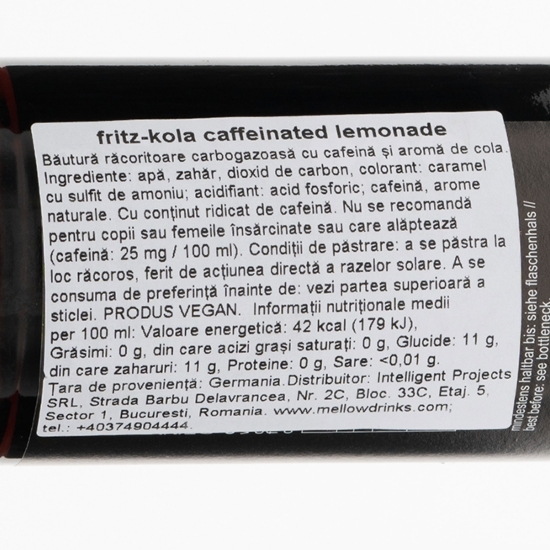 fritz-kola caffeinated lemonade
Băutură răcoritoare carbogazoasă cu cafeină și aromă de cola.
Ingrediente: apă, zahăr, dioxid de carbon, colorant: caramel
cu sulfit de amoniu; acidifiant: acid fosforic; cafeină, arome
naturale. Cu conținut ridicat de cafeină. Nu se recomandă
pentru copii sau femeile însărcinate sau care alăptează
(cafeină: 25 mg / 100 ml). Condiții de păstrare: a se păstra la
loc răcoros, ferit de acțiunea directă a razelor solare. A se
consuma de preferință înainte de: vezi partea superioară a
sticlei. PRODUS VEGAN. Informații nutriționale medii
per 100 ml: Valoare energetică: 42 kcal (179 kJ),
Grăsimi: 0 g, din care acizi grași saturați: 0 g, Glucide: 11 g,
din care zaharuri: 11 g, Proteine: 0 g, Sare: <0,01 g.
Țara de proveniență: Germania.Distribuitor: Intelligent Projects
SRL, Strada Barbu Delavrancea, Nr. 2C, Bloc. 33C, Etaj. 5,
Sector 1, Bucuresti, Romania. www.mellowdrinks.com;
tel.: +40374904444.
mindestens haltbar bis: siehe flaschenhals //
best before: see bottleneck.